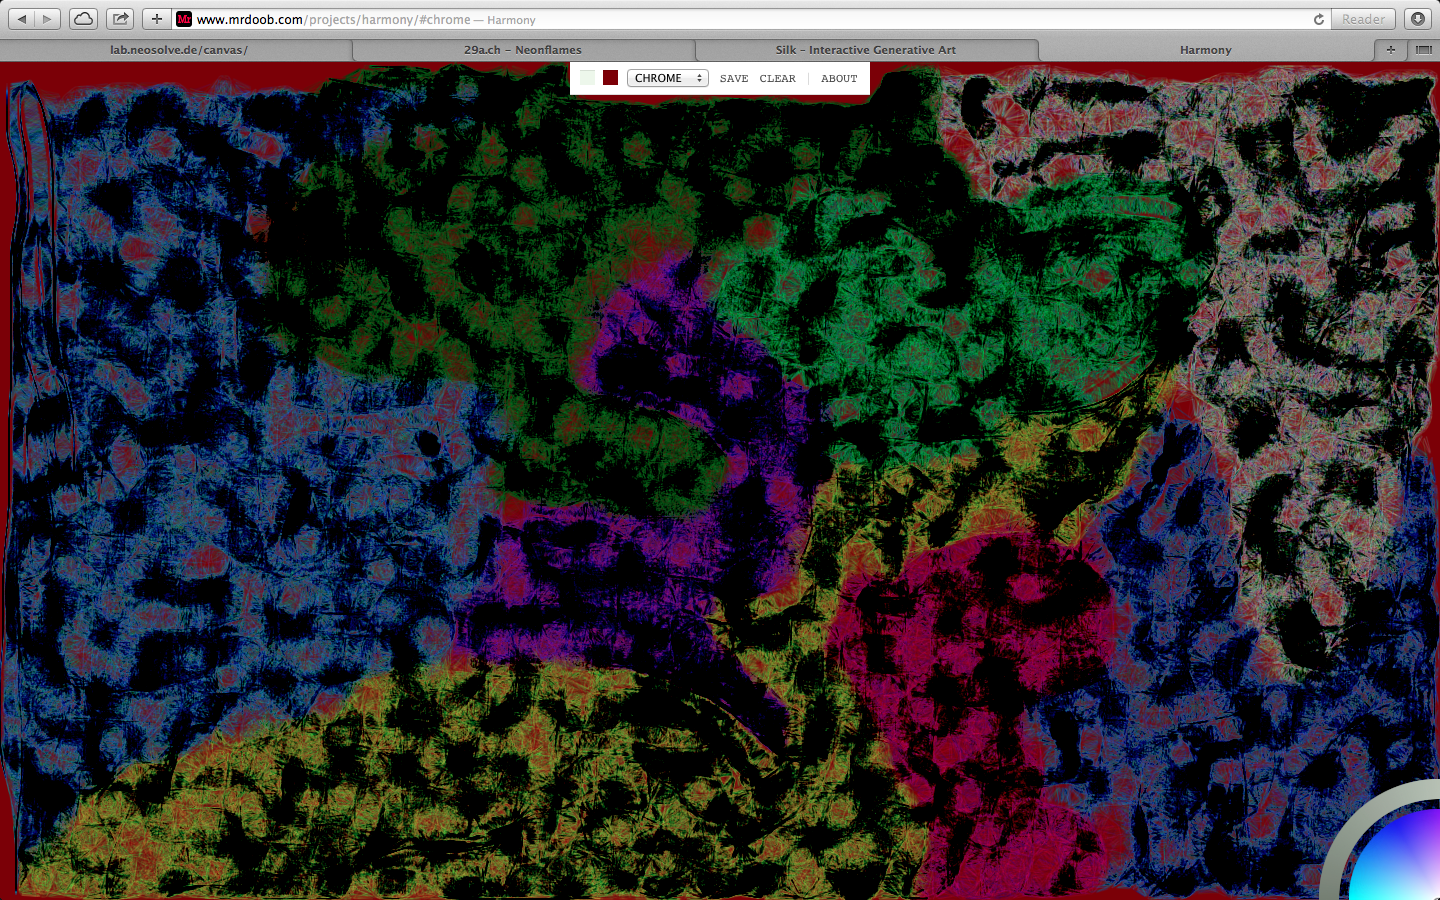 Mr www.mrdoob.com/projects/harmony/#chrome — Harmony
Reader
lab.neosolve.de/canvas/
29a.ch – Neonflames
Silk – Interactive Generative Art
Harmony
CHROME SAVE CLEAR | ABOUT